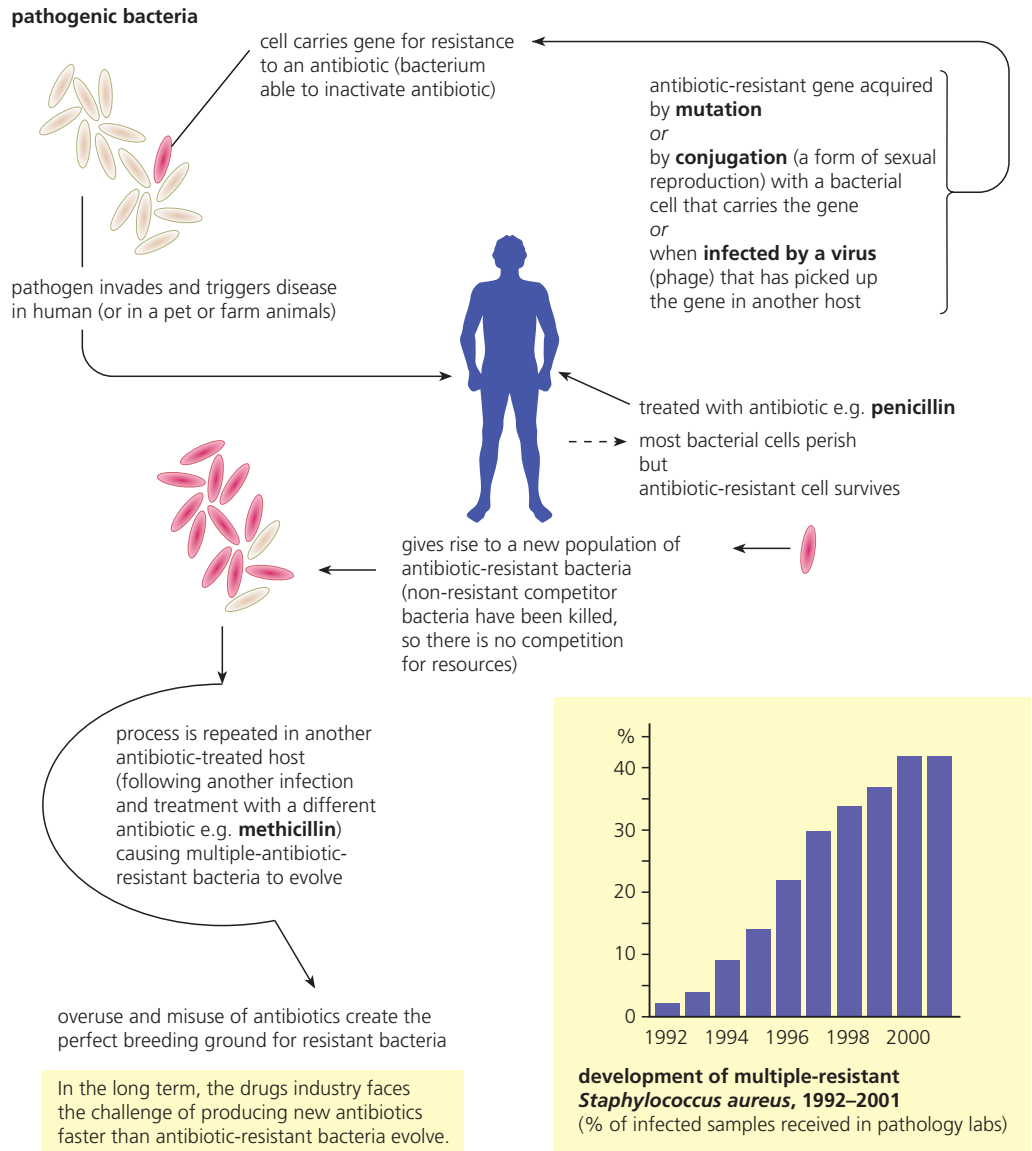 pathogenic bacteria
cell carries gene for resistance
to an antibiotic (bacterium
able to inactivate antibiotic)
antibiotic-resistant gene acquired
by mutation
or
by conjugation (a form of sexual
reproduction) with a bacterial
cell that carries the gene
or
when infected by a virus
(phage) that has picked up
the gene in another host
pathogen invades and triggers disease
in human (or in a pet or farm animals)
treated with antibiotic e.g. penicillin
most bacterial cells perish
but
antibiotic-resistant cell survives
gives rise to a new population of
antibiotic-resistant bacteria
(non-resistant competitor
bacteria have been killed,
so there is no competition
for resources)
process is repeated in another
antibiotic-treated host
(following another infection
and treatment with a different
antibiotic e.g. methicillin)
causing multiple-antibiotic-
resistant bacteria to evolve
overuse and misuse of antibiotics create the
perfect breeding ground for resistant bacteria
In the long term, the drugs industry faces
the challenge of producing new antibiotics
faster than antibiotic-resistant bacteria evolve.
%
40
30
20
10
0
1992 1994 1996 1998 2000
development of multiple-resistant
Staphylococcus aureus, 1992–2001
(% of infected samples received in pathology labs)